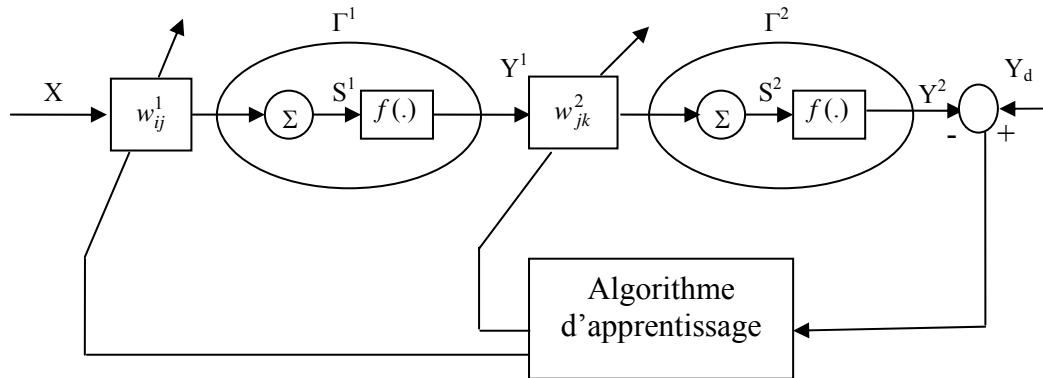 Γ¹ Γ²
X w¹ᵢⱼ Σ S¹ f(.) Y¹ w²ⱼₖ Σ S² f(.) Y² Y_d
- +
Algorithme
d’apprentissage